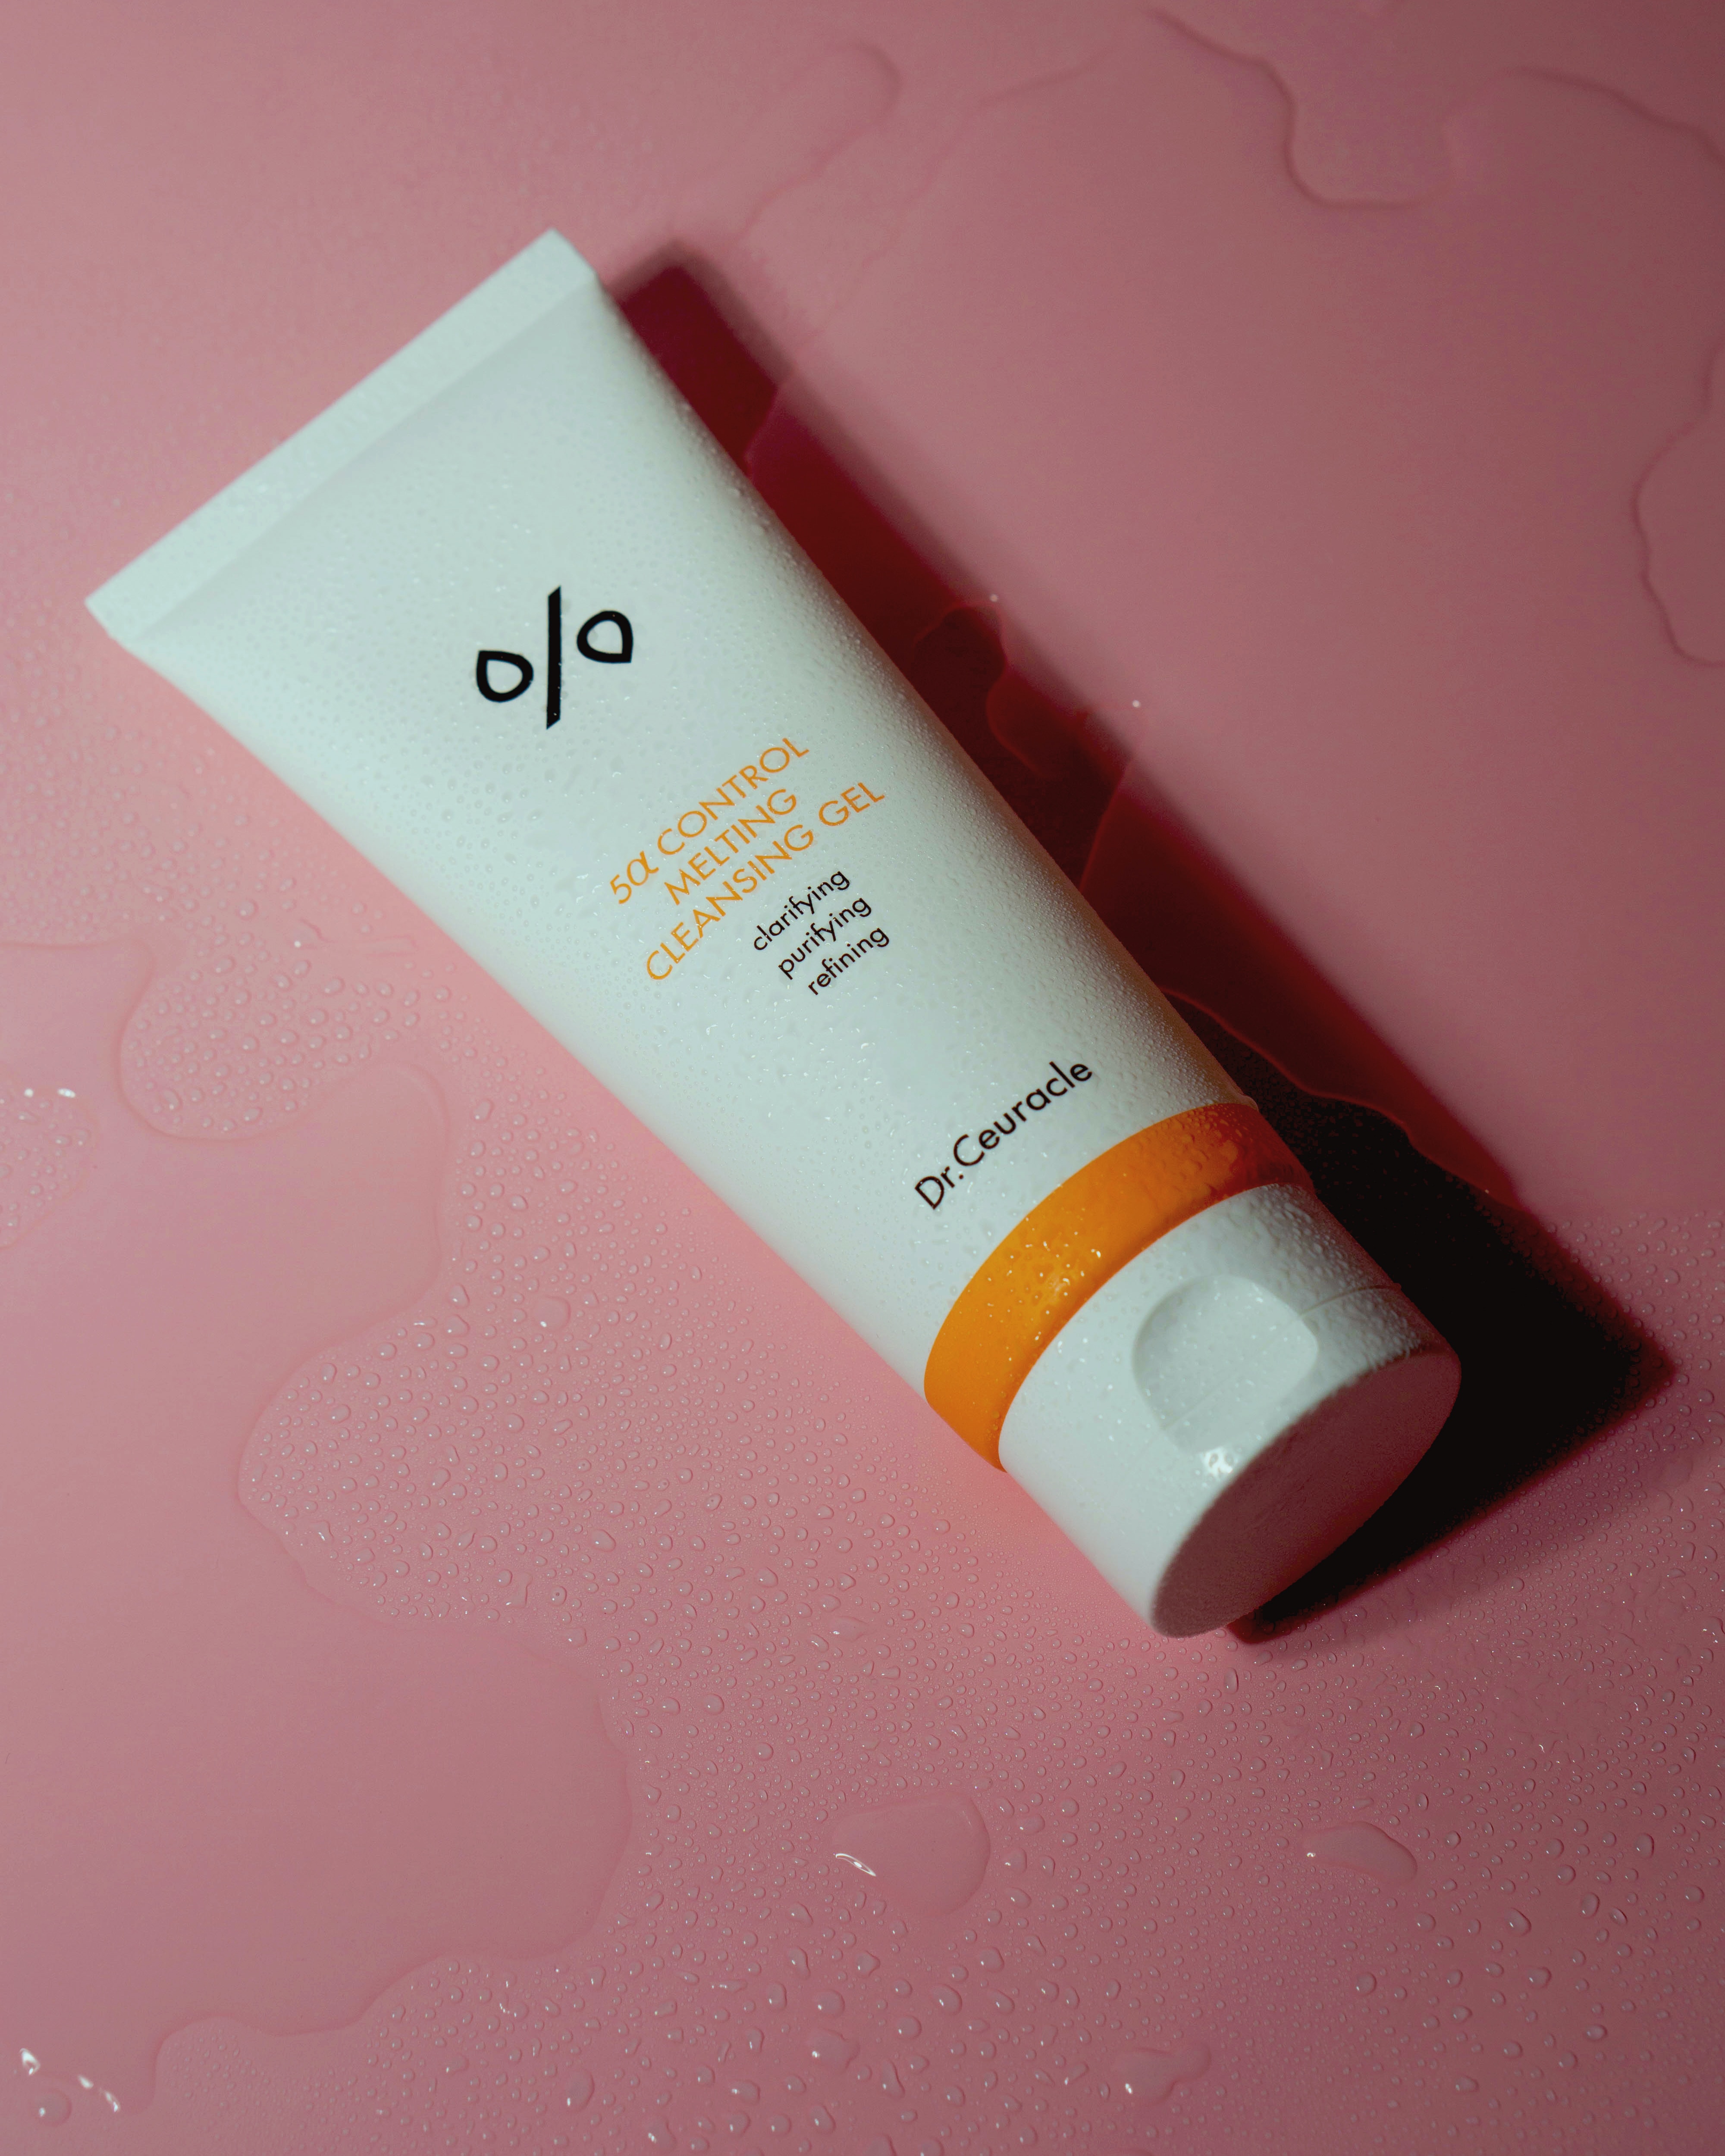 5α CONTROL
MELTING
CLEANSING GEL
clarifying
purifying
refining
Dr.Ceuracle